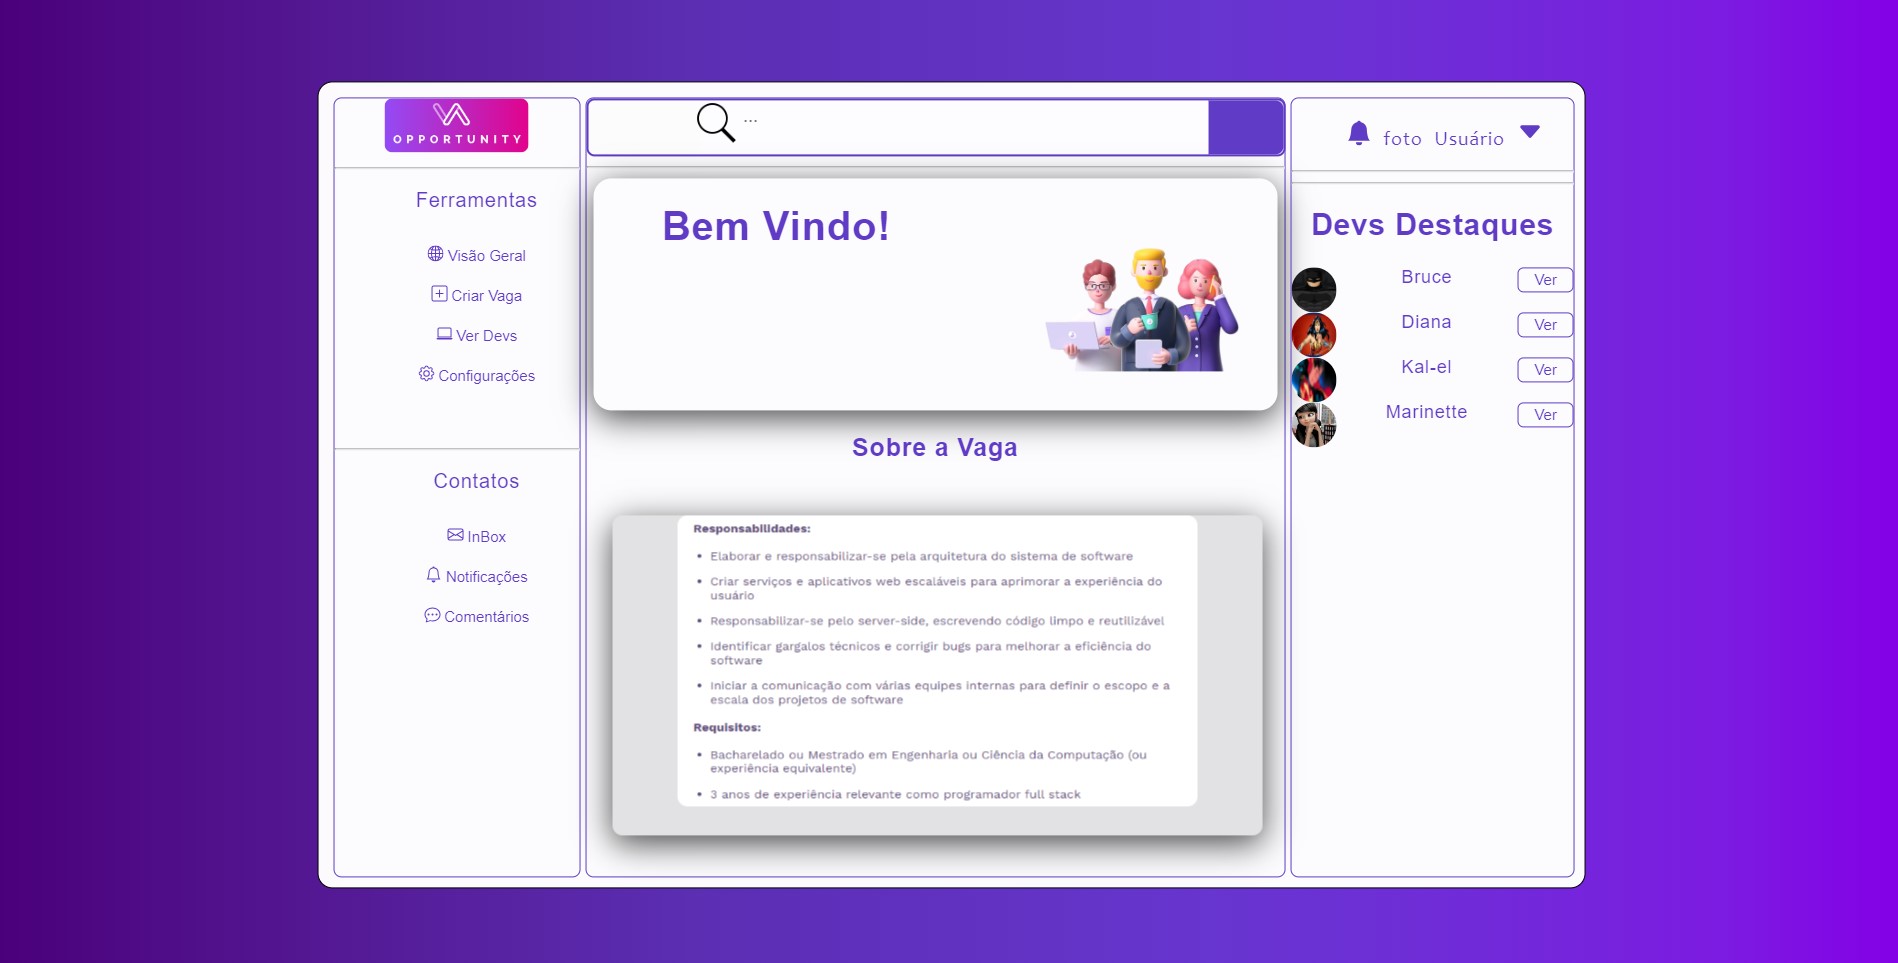 OPPORTUNITY
...
foto Usuário
Ferramentas
Visão Geral
Criar Vaga
Ver Devs
Configurações
Contatos
InBox
Notificações
Comentários
Bem Vindo!
Sobre a Vaga
Responsabilidades:
• Elaborar e responsabilizar-se pela arquitetura do sistema de software
• Criar serviços e aplicativos web escaláveis para aprimorar a experiência do
usuário
• Responsabilizar-se pelo server-side, escrevendo código limpo e reutilizável
• Identificar gargalos técnicos e corrigir bugs para melhorar a eficiência do
software
• Iniciar a comunicação com várias equipes internas para definir o escopo e a
escala dos projetos de software
Requisitos:
• Bacharelado ou Mestrado em Engenharia ou Ciência da Computação (ou
experiência equivalente)
• 3 anos de experiência relevante como programador full stack
Devs Destaques
Bruce Ver
Diana Ver
Kal-el Ver
Marinette Ver